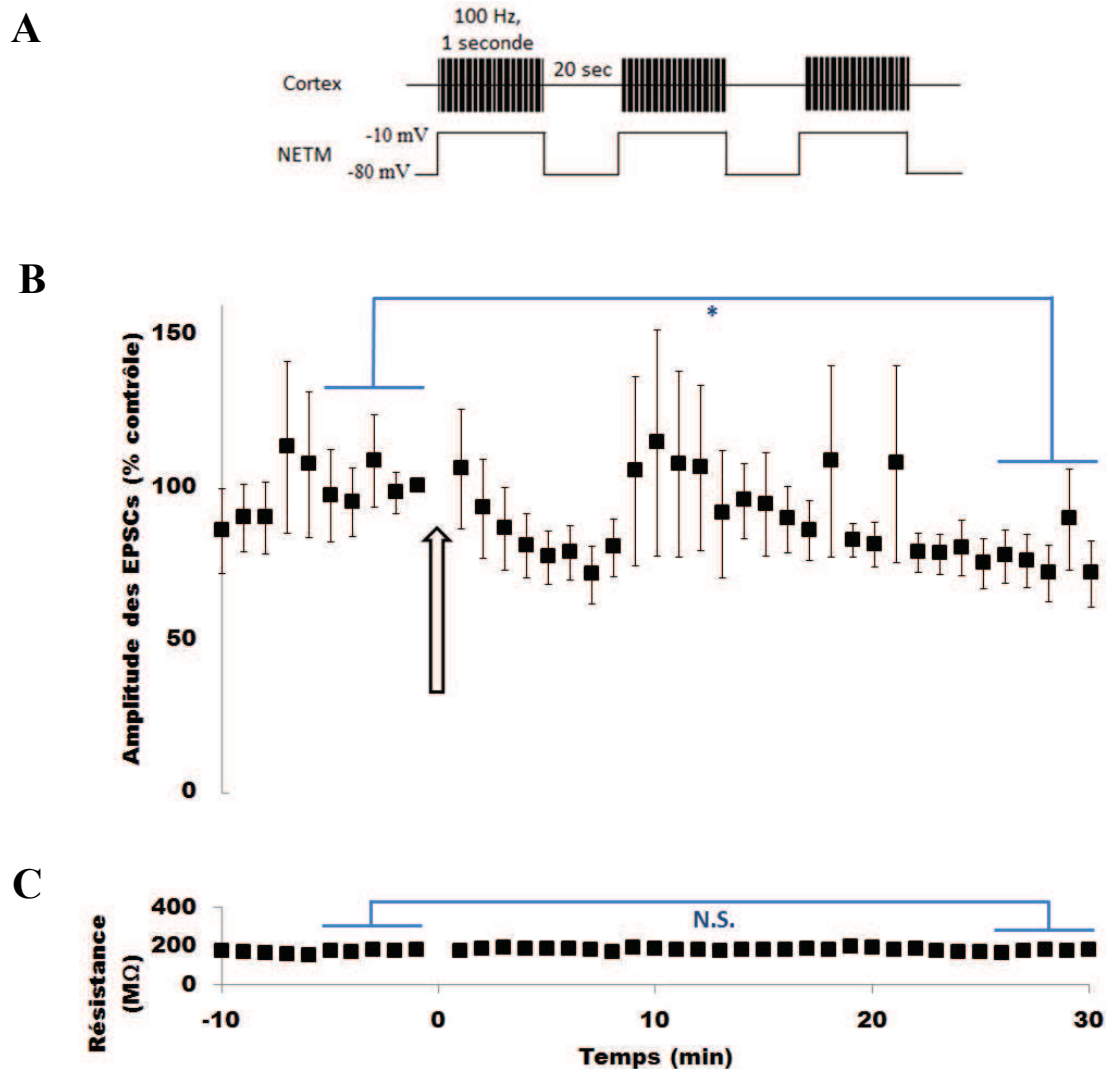 A
100 Hz,
1 seconde
20 sec
Cortex
-10 mV
NETM
-80 mV
B
Amplitude des EPSCs (% contrôle)
150
100
50
0
*
C
Résistance
(MΩ)
400
200
0
N.S.
-10 0 10 20 30
Temps (min)